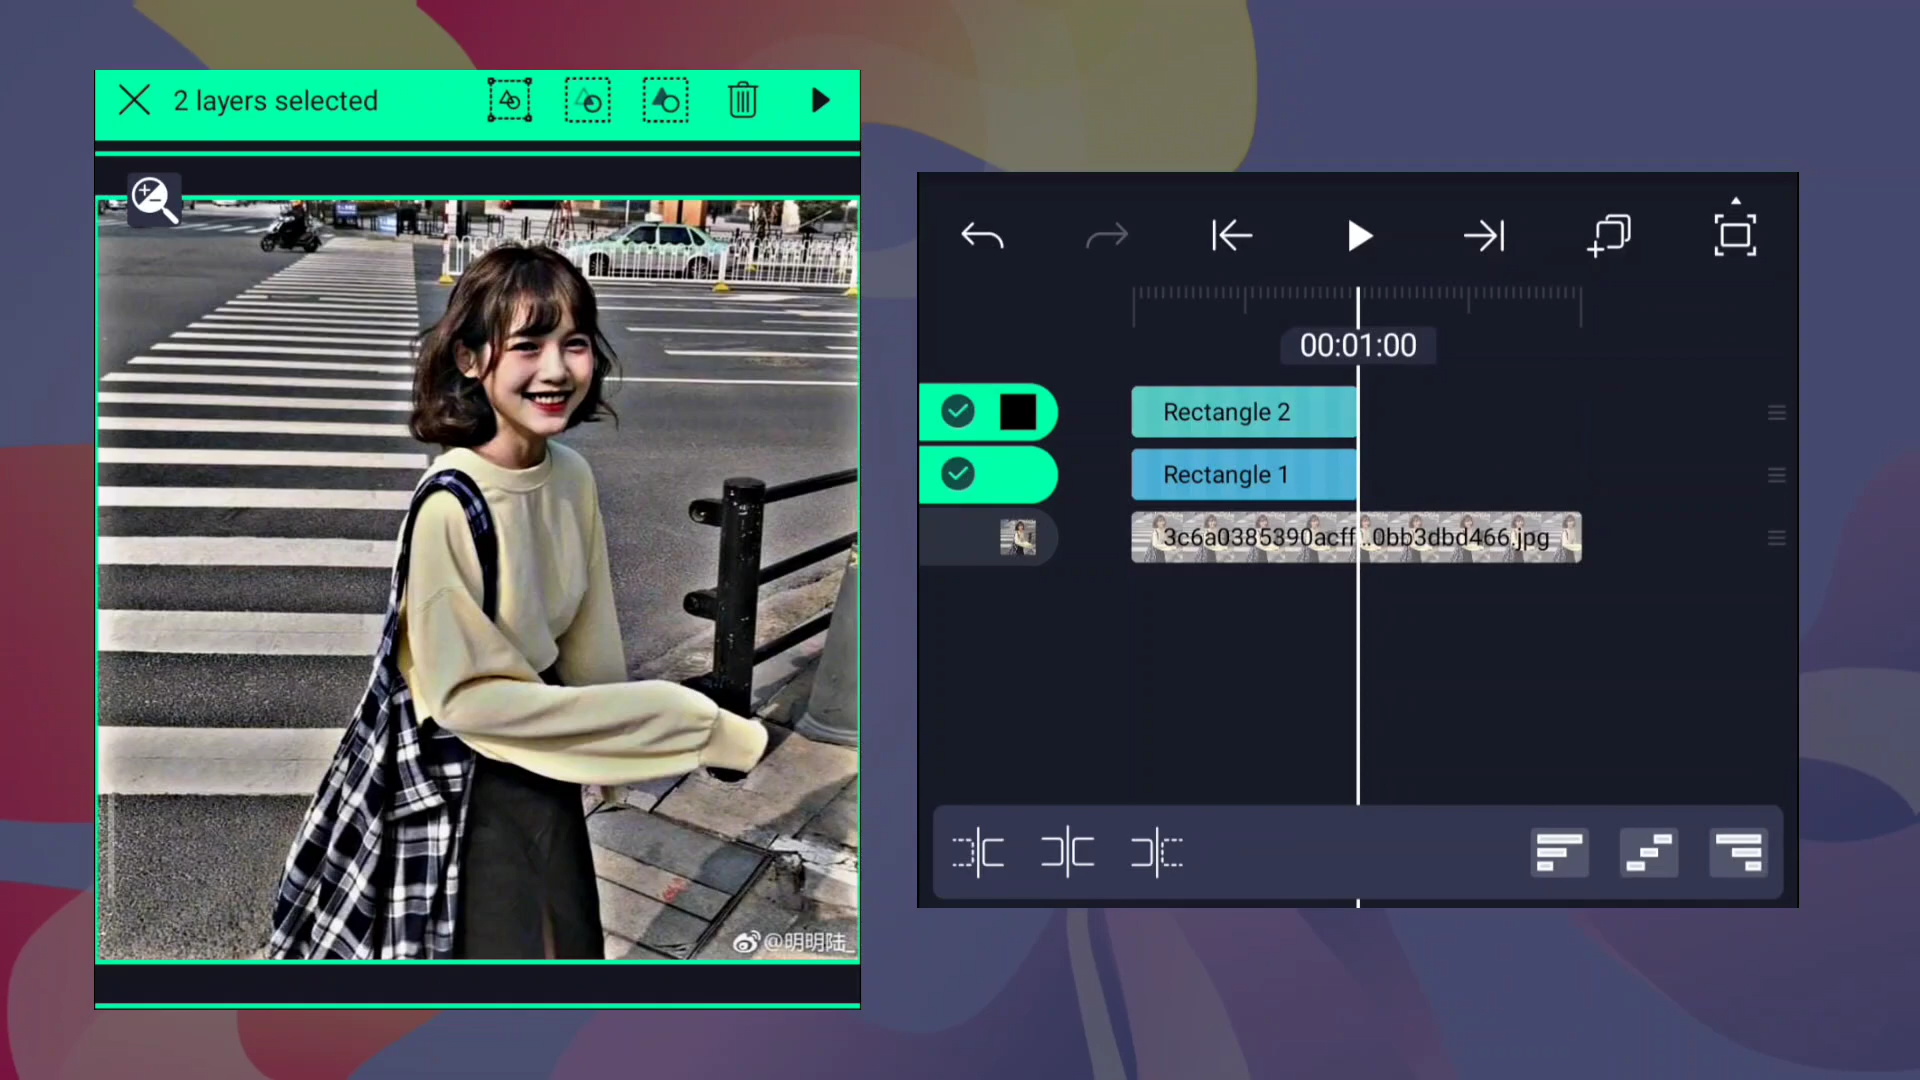 2 layers selected
@明明陆_
00:01:00
Rectangle 2
Rectangle 1
3c6a0385390acff...0bb3dbd466.jpg